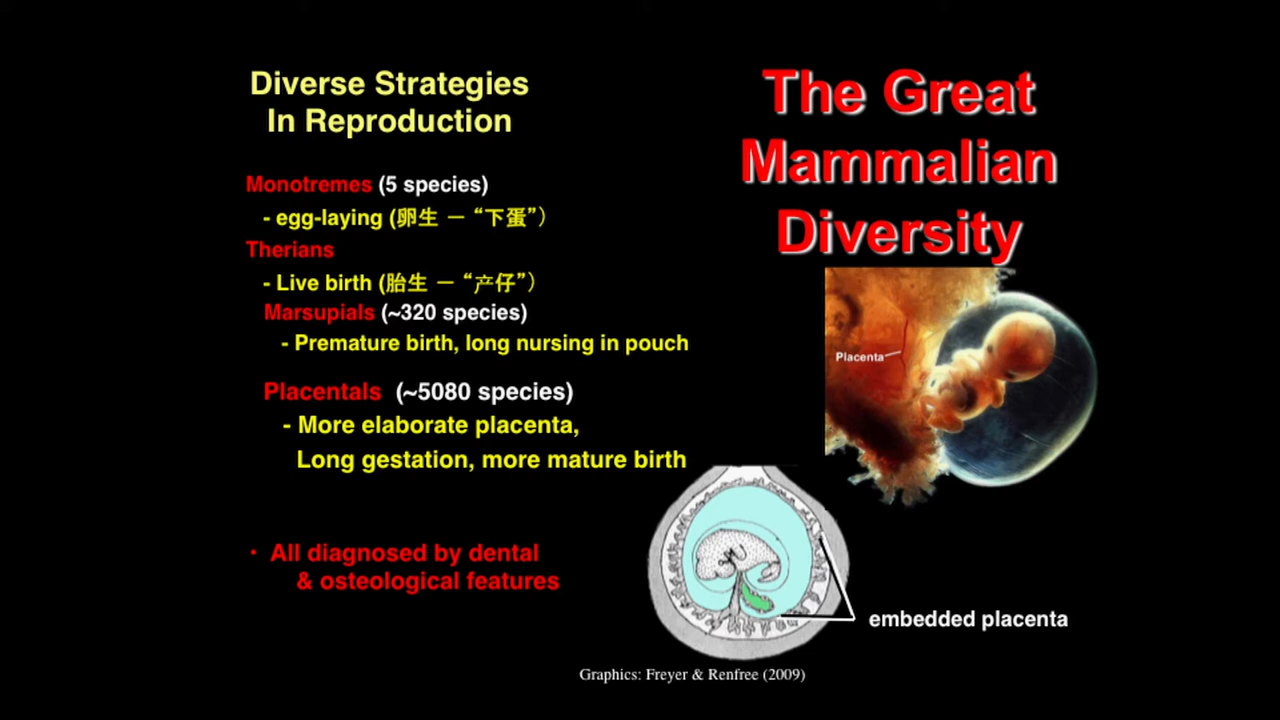 Diverse Strategies
In Reproduction
Monotremes (5 species)
- egg-laying (卵生 — “下蛋”)
Therians
- Live birth (胎生 — “产仔”)
Marsupials (~320 species)
- Premature birth, long nursing in pouch
Placentals (~5080 species)
- More elaborate placenta,
Long gestation, more mature birth
· All diagnosed by dental
& osteological features
The Great
Mammalian
Diversity
Placenta
embedded placenta
Graphics: Freyer & Renfree (2009)